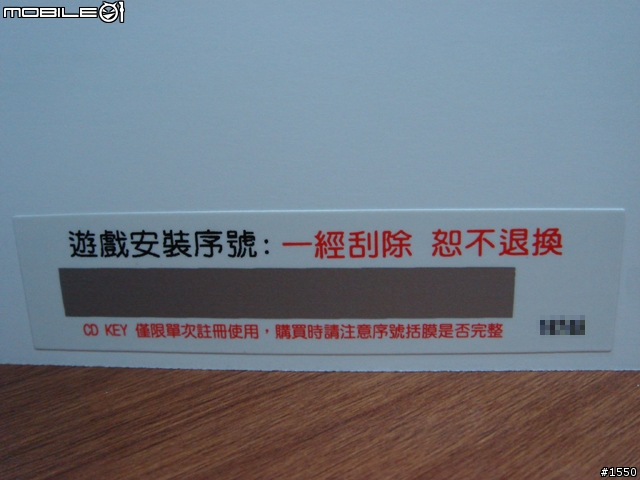 MOBILE01
遊戲安裝序號：一經刮除 恕不退換
CD KEY 僅限單次註冊使用，購買時請注意序號括膜是否完整
#1550